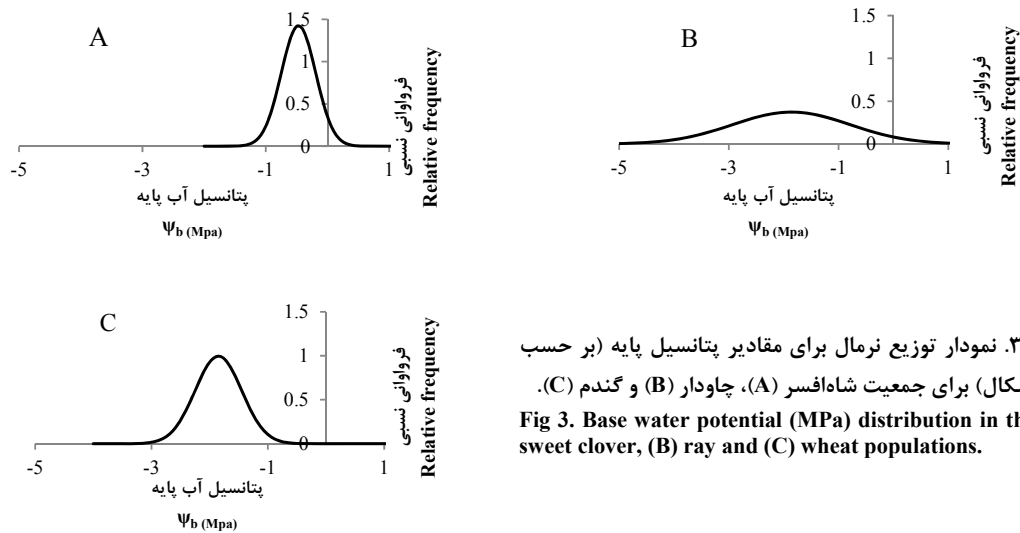 A
1.5
1
0.5
0
-5
-3
-1
1
پتانسیل آب پایه
Ψb (Mpa)
فرواوانی نسبی
Relative frequency
B
1.5
1
0.5
0
-5
-3
-1
1
پتانسیل آب پایه
Ψb (Mpa)
فرواوانی نسبی
Relative frequency
C
1.5
1
0.5
0
-5
-3
-1
1
پتانسیل آب پایه
Ψb (Mpa)
فرواوانی نسبی
Relative frequency
۳. نمودار توزیع نرمال برای مقادیر پتانسیل پایه (بر حسب
سکال) برای جمعیت شاه‌افسر (A)، چاودار (B) و گندم (C).
Fig 3. Base water potential (MPa) distribution in th
sweet clover, (B) ray and (C) wheat populations.